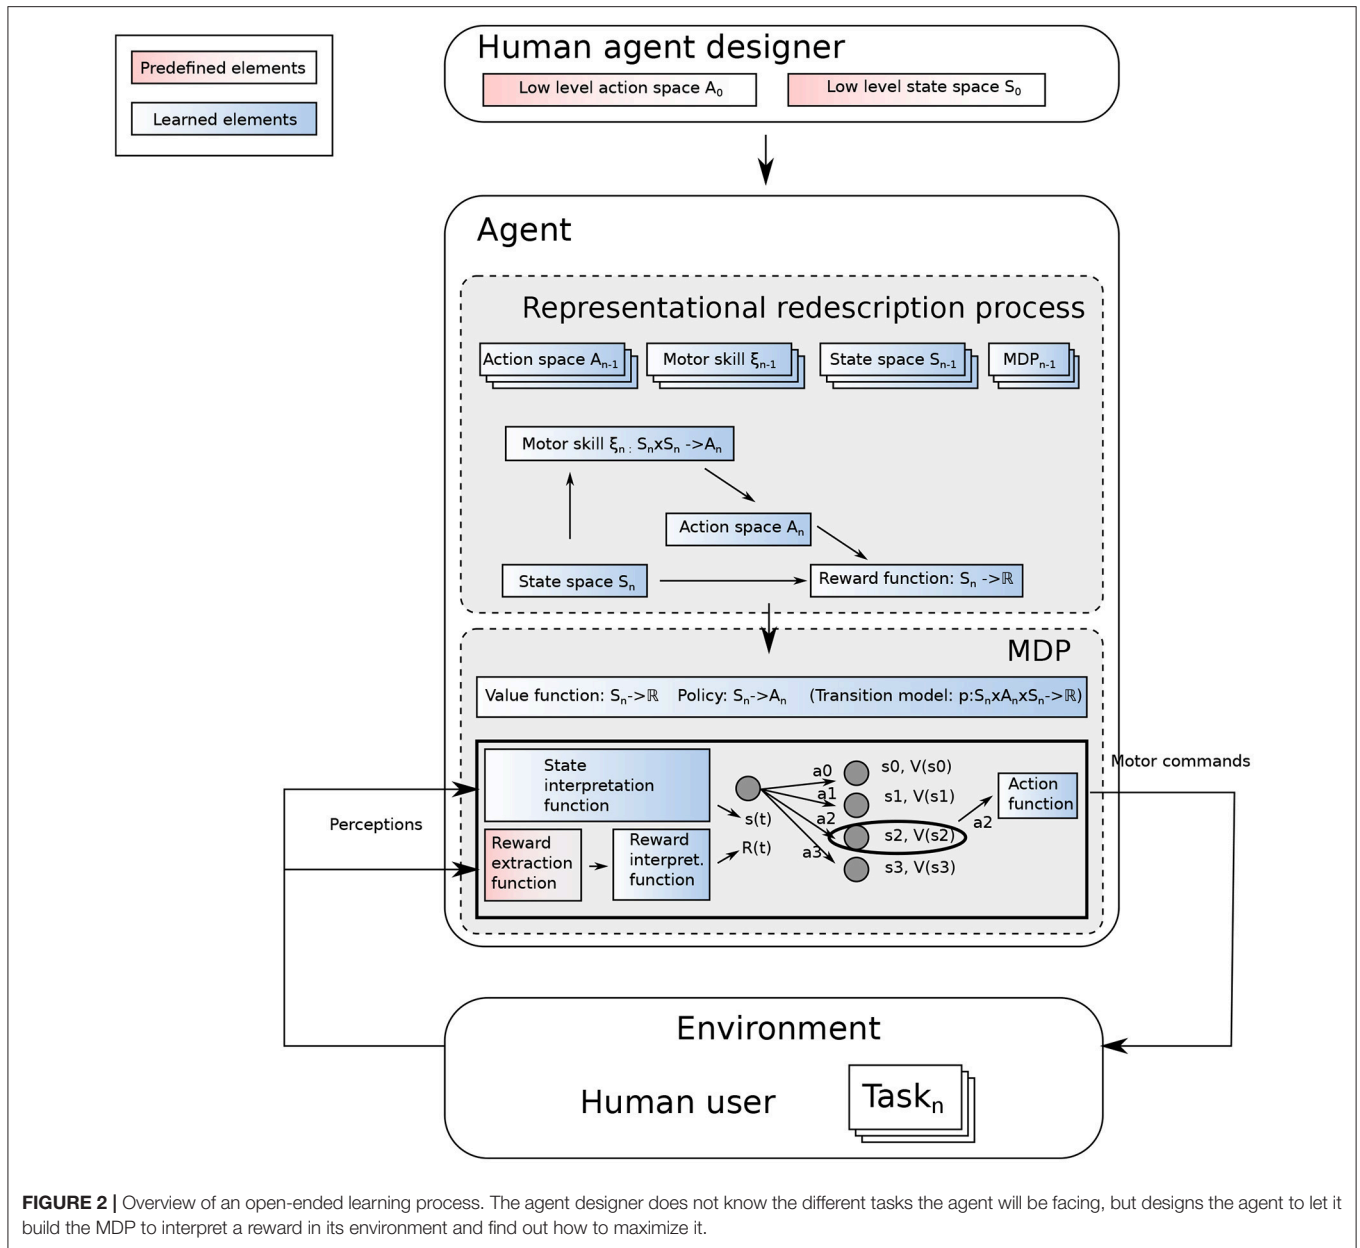 Predefined elements
Learned elements
Human agent designer
Low level action space A₀
Low level state space S₀
Agent
Representational redescription process
Action space Aₙ₋₁
Motor skill ξₙ₋₁
State space Sₙ₋₁
MDPₙ₋₁
Motor skill ξₙ : SₙxSₙ ->Aₙ
Action space Aₙ
State space Sₙ
Reward function: Sₙ ->ℝ
MDP
Value function: Sₙ->ℝ Policy: Sₙ->Aₙ (Transition model: p:SₙxAₙxSₙ->ℝ)
State
interpretation
function
Reward
extraction
function
Reward
interpret.
function
s(t)
R(t)
a0
a1
a2
a3
s0, V(s0)
s1, V(s1)
s2, V(s2)
s3, V(s3)
a2
Action
function
Motor commands
Perceptions
Environment
Human user
Taskₙ
FIGURE 2 | Overview of an open-ended learning process. The agent designer does not know the different tasks the agent will be facing, but designs the agent to let it
build the MDP to interpret a reward in its environment and find out how to maximize it.